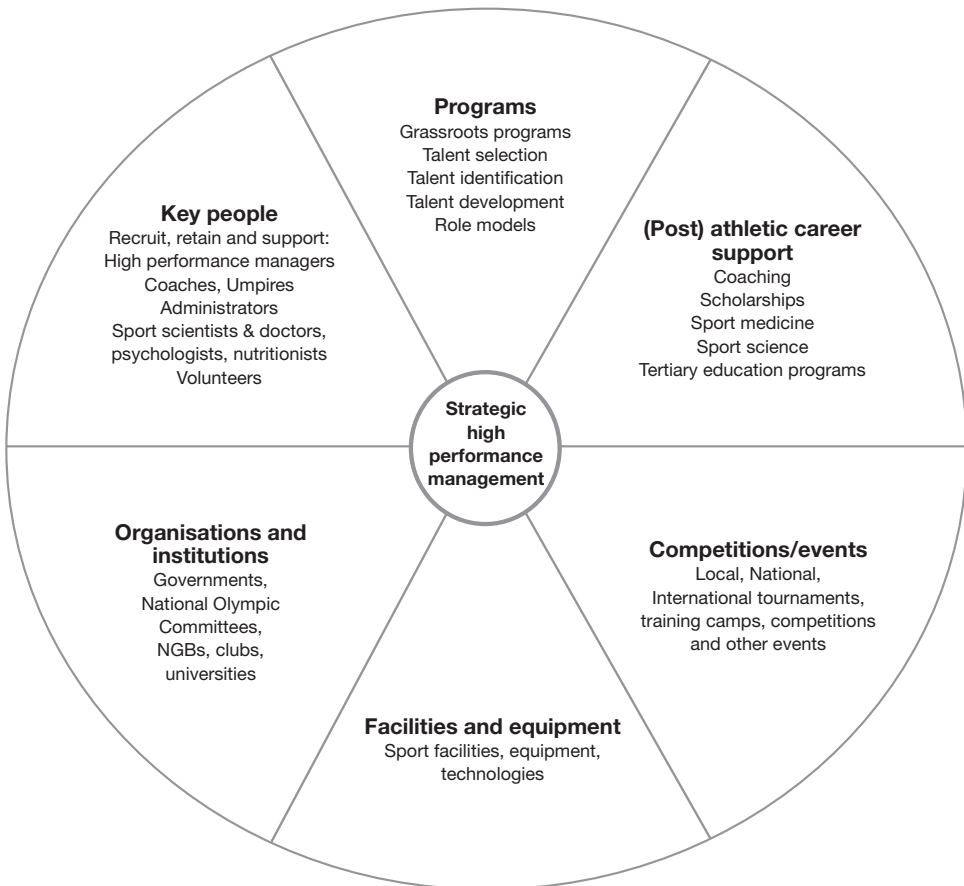 Programs
Grassroots programs
Talent selection
Talent identification
Talent development
Role models
Key people
Recruit, retain and support:
High performance managers
Coaches, Umpires
Administrators
Sport scientists & doctors,
psychologists, nutritionists
Volunteers
(Post) athletic career
support
Coaching
Scholarships
Sport medicine
Sport science
Tertiary education programs
Strategic
high
performance
management
Organisations and
institutions
Governments,
National Olympic
Committees,
NGBs, clubs,
universities
Competitions/events
Local, National,
International tournaments,
training camps, competitions
and other events
Facilities and equipment
Sport facilities, equipment,
technologies